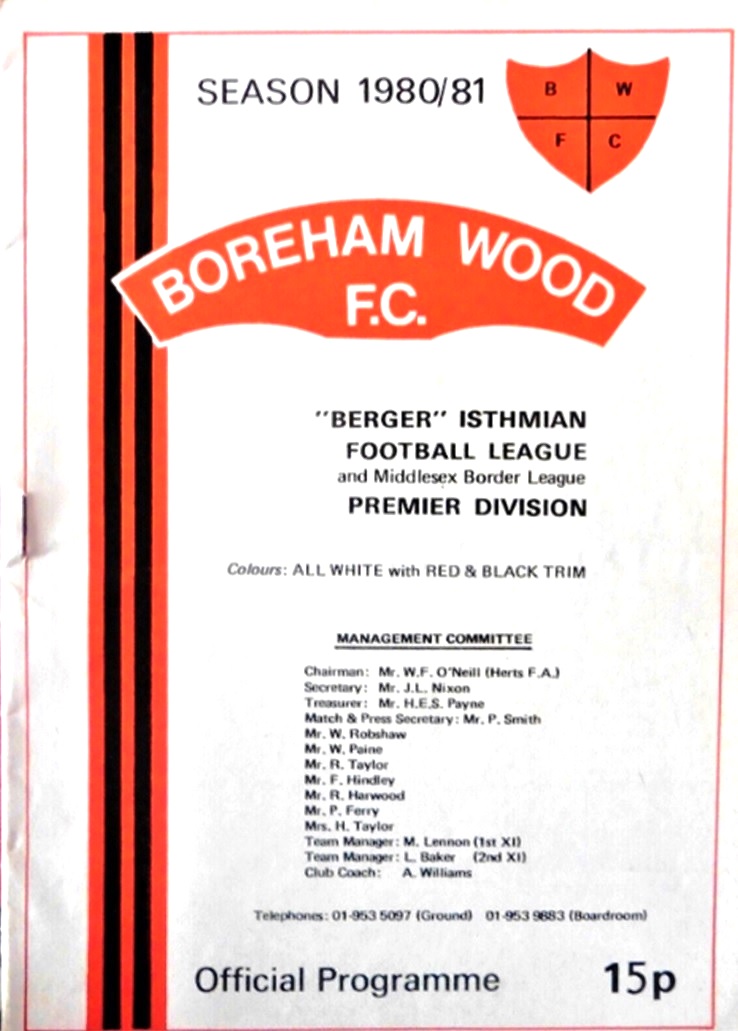 SEASON 1980/81
B W
F C
BOREHAM WOOD
F.C.
"BERGER" ISTHMIAN
FOOTBALL LEAGUE
and Middlesex Border League
PREMIER DIVISION
Colours: ALL WHITE with RED & BLACK TRIM
MANAGEMENT COMMITTEE
Chairman: Mr. W.F. O'Neill (Herts F.A.)
Secretary: Mr. J.L. Nixon
Treasurer: Mr. H.E.S. Payne
Match & Press Secretary: Mr. P. Smith
Mr. W. Robshaw
Mr. W. Paine
Mr. R. Taylor
Mr. F. Hindley
Mr. R. Harwood
Mr. P. Ferry
Mrs. H. Taylor
Team Manager: M. Lennon (1st XI)
Team Manager: L. Baker (2nd XI)
Club Coach: A. Williams
Telephones: 01-953 5097 (Ground) 01-953 9883 (Boardroom)
Official Programme 15p